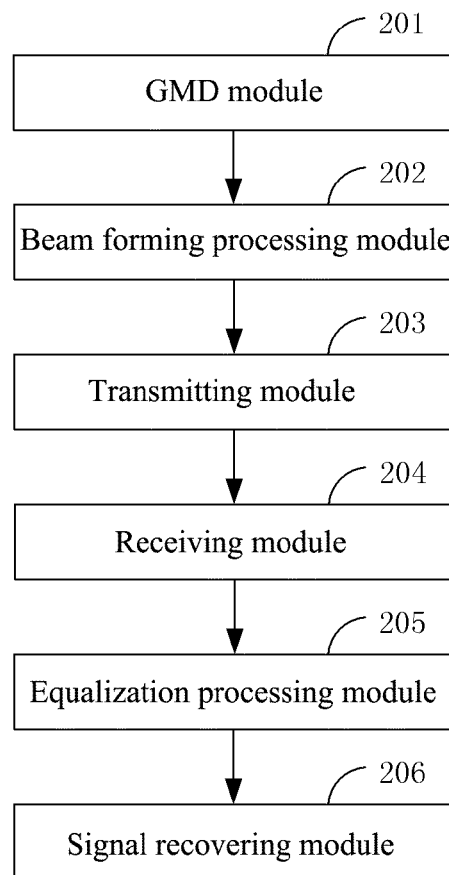 201
GMD module
202
Beam forming processing module
203
Transmitting module
204
Receiving module
205
Equalization processing module
206
Signal recovering module